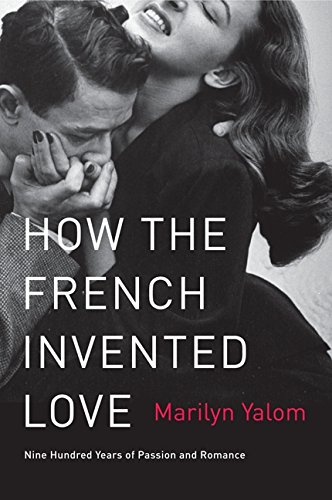 HOW THE
FRENCH
INVENTED
LOVE Marilyn Yalom
Nine Hundred Years of Passion and Romance